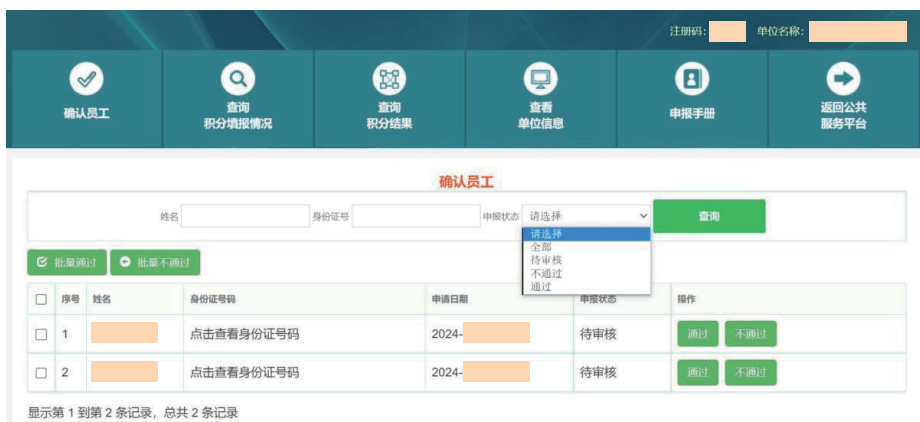 注册码： 单位名称：
确认员工
查询
积分填报情况
查询
积分结果
查看
单位信息
申报手册
返回公共
服务平台
确认员工
姓名 身份证号 申报状态 请选择 查询
请选择
全部
待审核
不通过
通过
批量通过 批量不通过
序号 姓名 身份证号码 申请日期 申报状态 操作
1 点击查看身份证号码 2024- 待审核 通过 不通过
2 点击查看身份证号码 2024- 待审核 通过 不通过
显示第 1 到第 2 条记录，总共 2 条记录